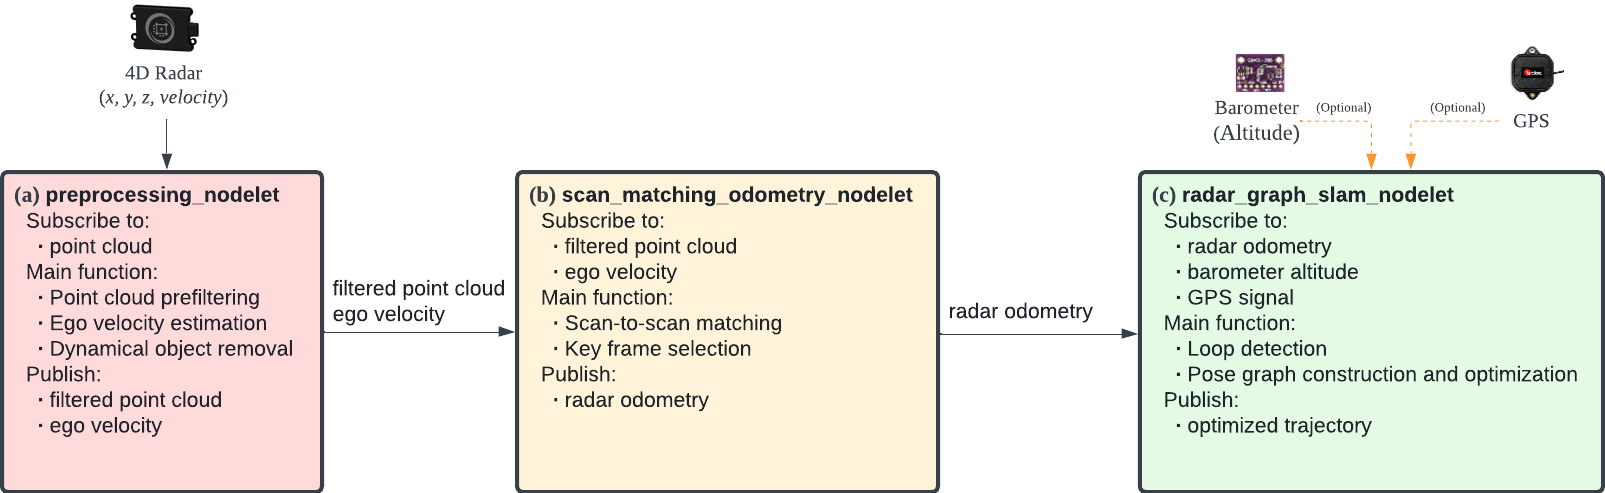 4D Radar
(x, y, z, velocity)
Barometer
(Altitude)
(Optional)
(Optional)
GPS
(a) preprocessing_nodelet
Subscribe to:
· point cloud
Main function:
· Point cloud prefiltering
· Ego velocity estimation
· Dynamical object removal
Publish:
· filtered point cloud
· ego velocity
filtered point cloud
ego velocity
(b) scan_matching_odometry_nodelet
Subscribe to:
· filtered point cloud
· ego velocity
Main function:
· Scan-to-scan matching
· Key frame selection
Publish:
· radar odometry
radar odometry
(c) radar_graph_slam_nodelet
Subscribe to:
· radar odometry
· barometer altitude
· GPS signal
Main function:
· Loop detection
· Pose graph construction and optimization
Publish:
· optimized trajectory